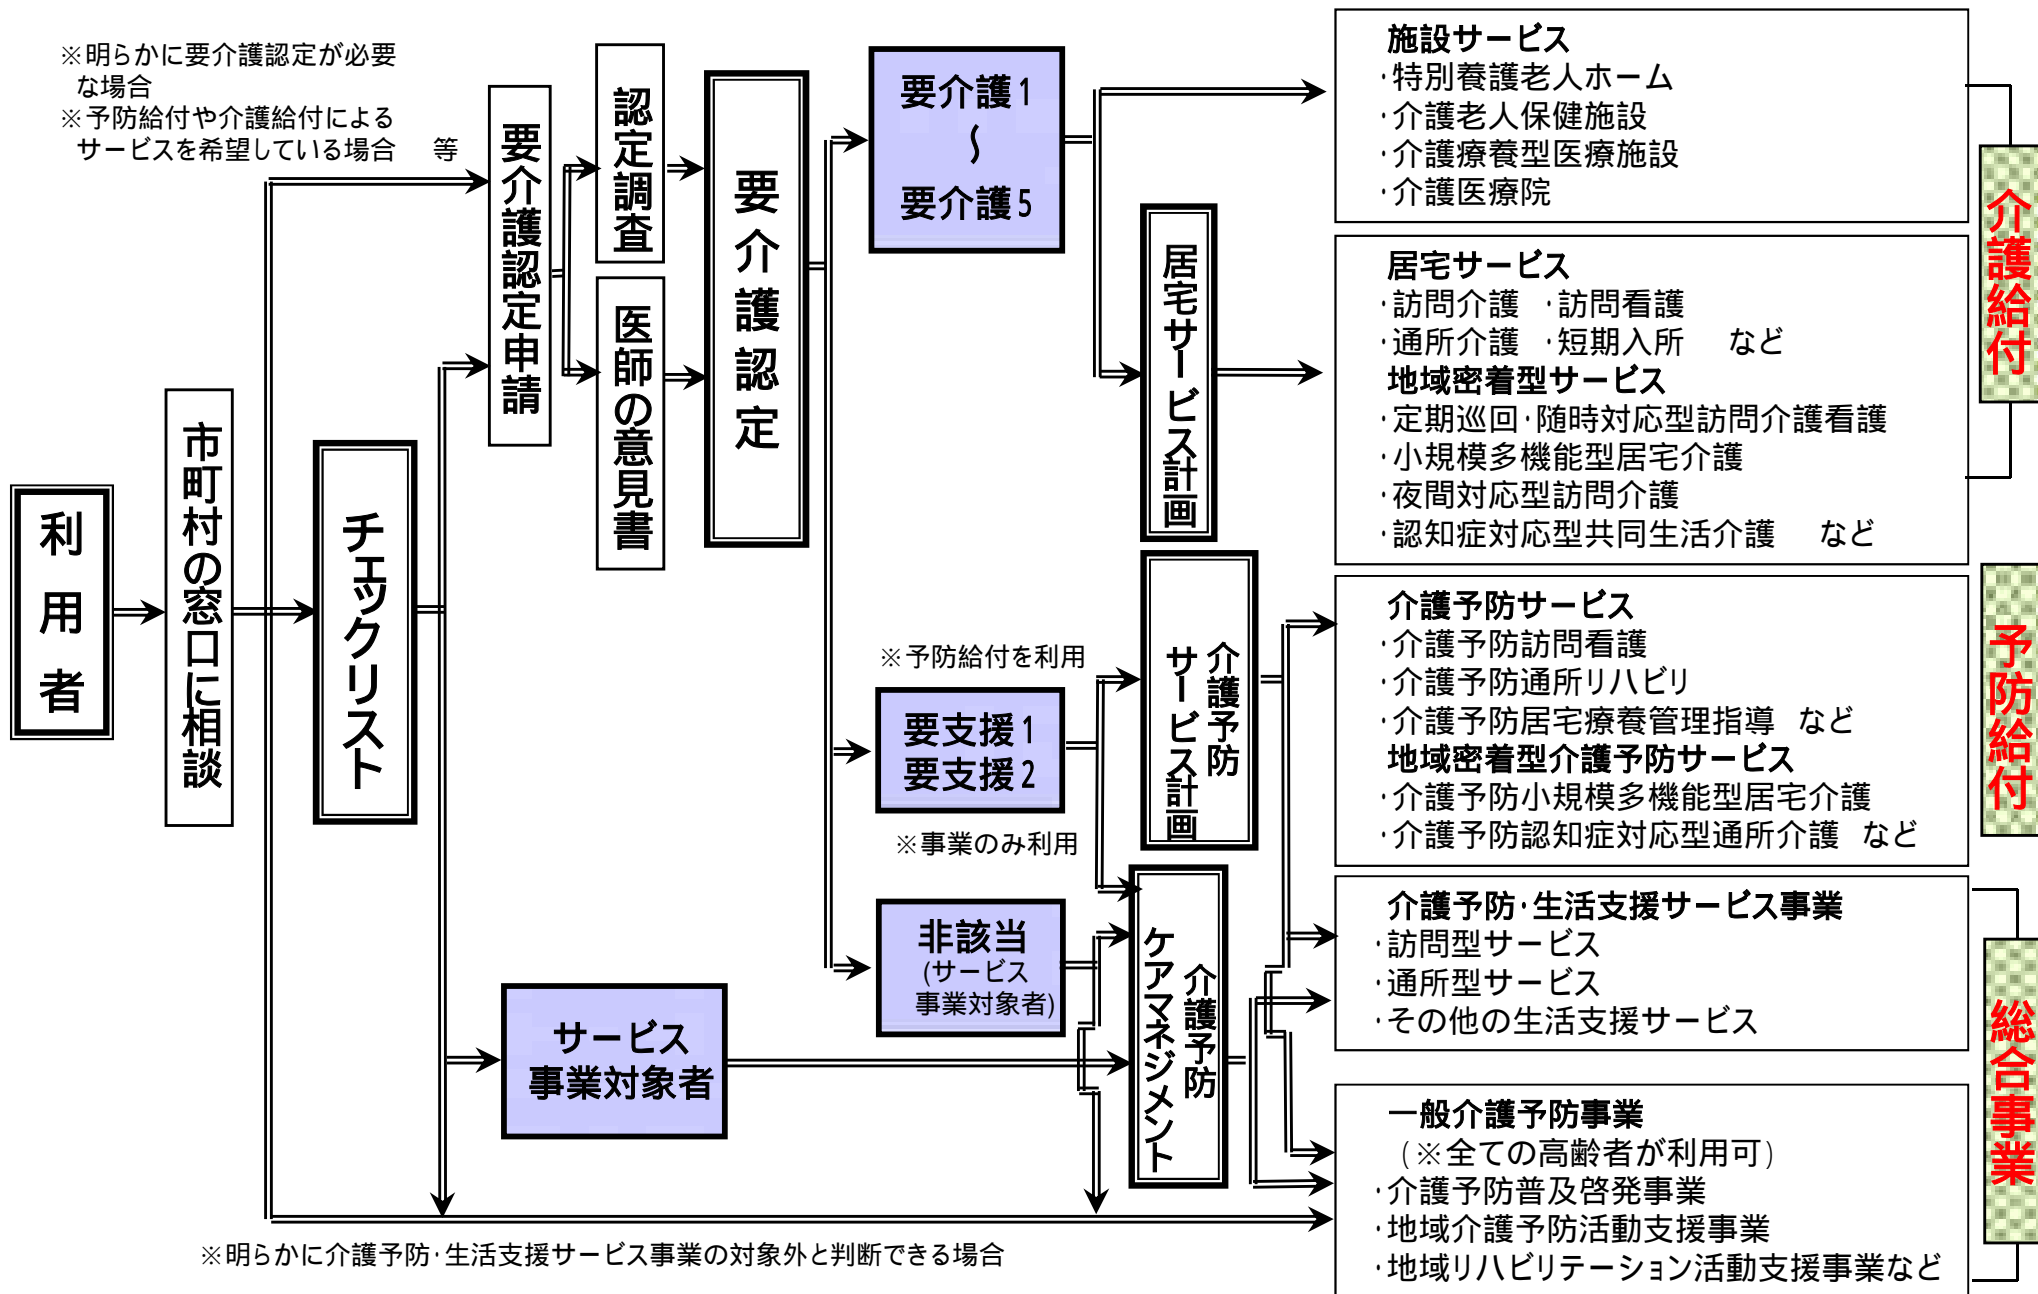 ※明らかに要介護認定が必要
な場合
※予防給付や介護給付による
サービスを希望している場合 等
利用者
市町村の窓口に相談
チェックリスト
要介護認定申請
認定調査
医師の意見書
要介護認定
要介護1
～
要介護5
※予防給付を利用
要支援1
要支援2
※事業のみ利用
非該当
(サービス
事業対象者)
サービス
事業対象者
居宅サービス計画
介護予防
サービス計画
介護予防
ケアマネジメント
施設サービス
・特別養護老人ホーム
・介護老人保健施設
・介護療養型医療施設
・介護医療院
居宅サービス
・訪問介護 ・訪問看護
・通所介護 ・短期入所 など
地域密着型サービス
・定期巡回・随時対応型訪問介護看護
・小規模多機能型居宅介護
・夜間対応型訪問介護
・認知症対応型共同生活介護 など
介護給付
介護予防サービス
・介護予防訪問看護
・介護予防通所リハビリ
・介護予防居宅療養管理指導 など
地域密着型介護予防サービス
・介護予防小規模多機能型居宅介護
・介護予防認知症対応型通所介護 など
予防給付
介護予防・生活支援サービス事業
・訪問型サービス
・通所型サービス
・その他の生活支援サービス
一般介護予防事業
(※全ての高齢者が利用可)
・介護予防普及啓発事業
・地域介護予防活動支援事業
・地域リハビリテーション活動支援事業など
総合事業
※明らかに介護予防・生活支援サービス事業の対象外と判断できる場合